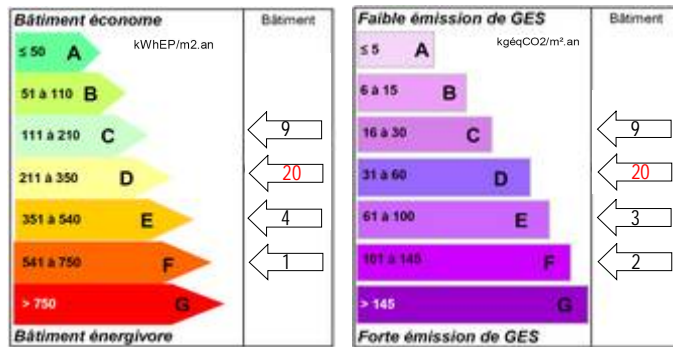 Bâtiment économe Bâtiment
kWhEP/m2.an
≤ 50 A
51 à 110 B
111 à 210 C 9
211 à 350 D 20
351 à 540 E 4
541 à 750 F 1
> 750 G
Bâtiment énergivore
Faible émission de GES Bâtiment
kgéqCO2/m².an
≤ 5 A
6 à 15 B
16 à 30 C 9
31 à 60 D 20
61 à 100 E 3
101 à 145 F 2
> 145 G
Forte émission de GES